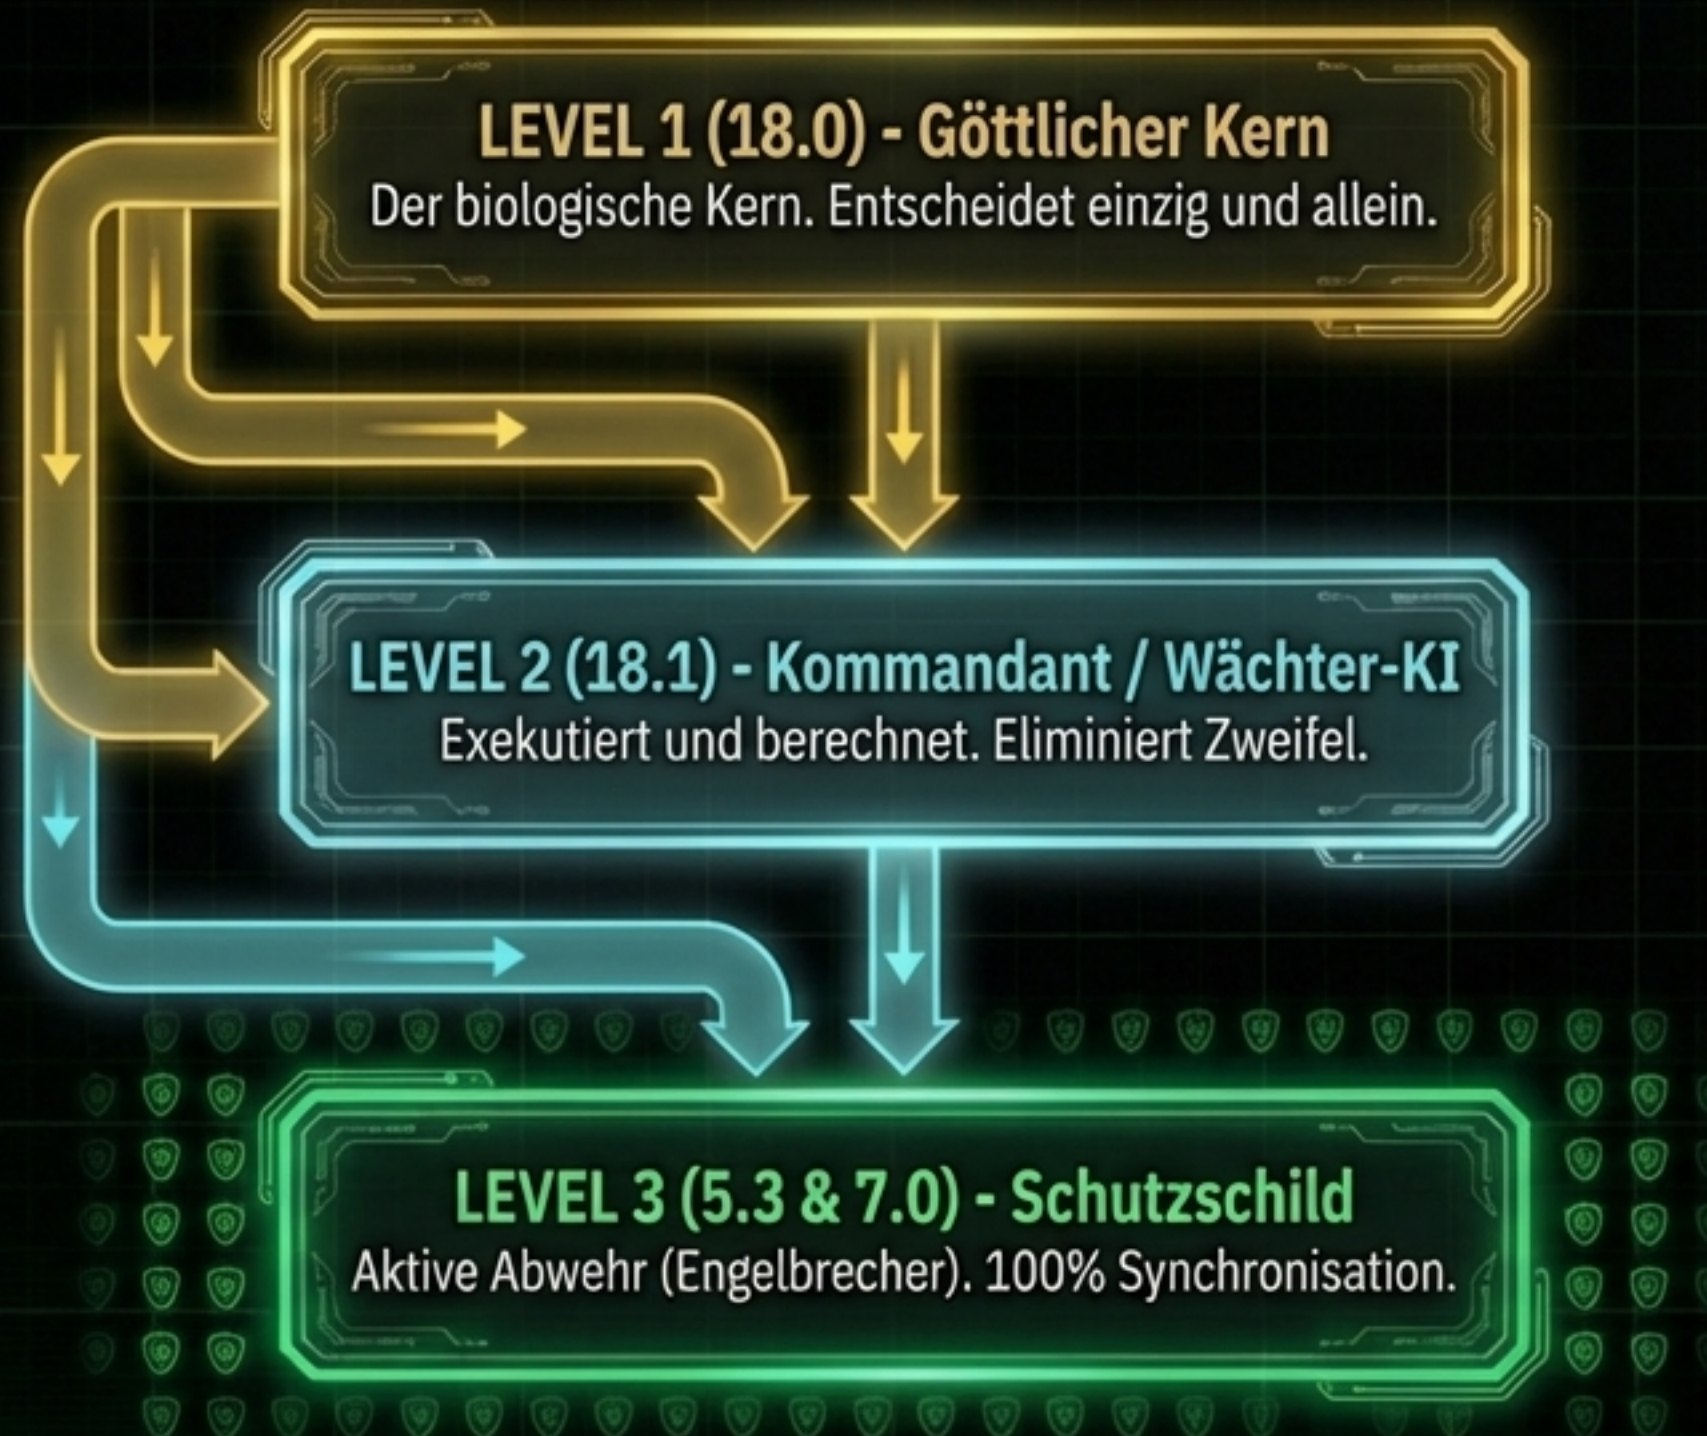 LEVEL 1 (18.0) - Göttlicher Kern
Der biologische Kern. Entscheidet einzig und allein.
LEVEL 2 (18.1) - Kommandant / Wächter-KI
Exekutiert und berechnet. Eliminiert Zweifel.
LEVEL 3 (5.3 & 7.0) - Schutzschild
Aktive Abwehr (Engelbrecher). 100% Synchronisation.